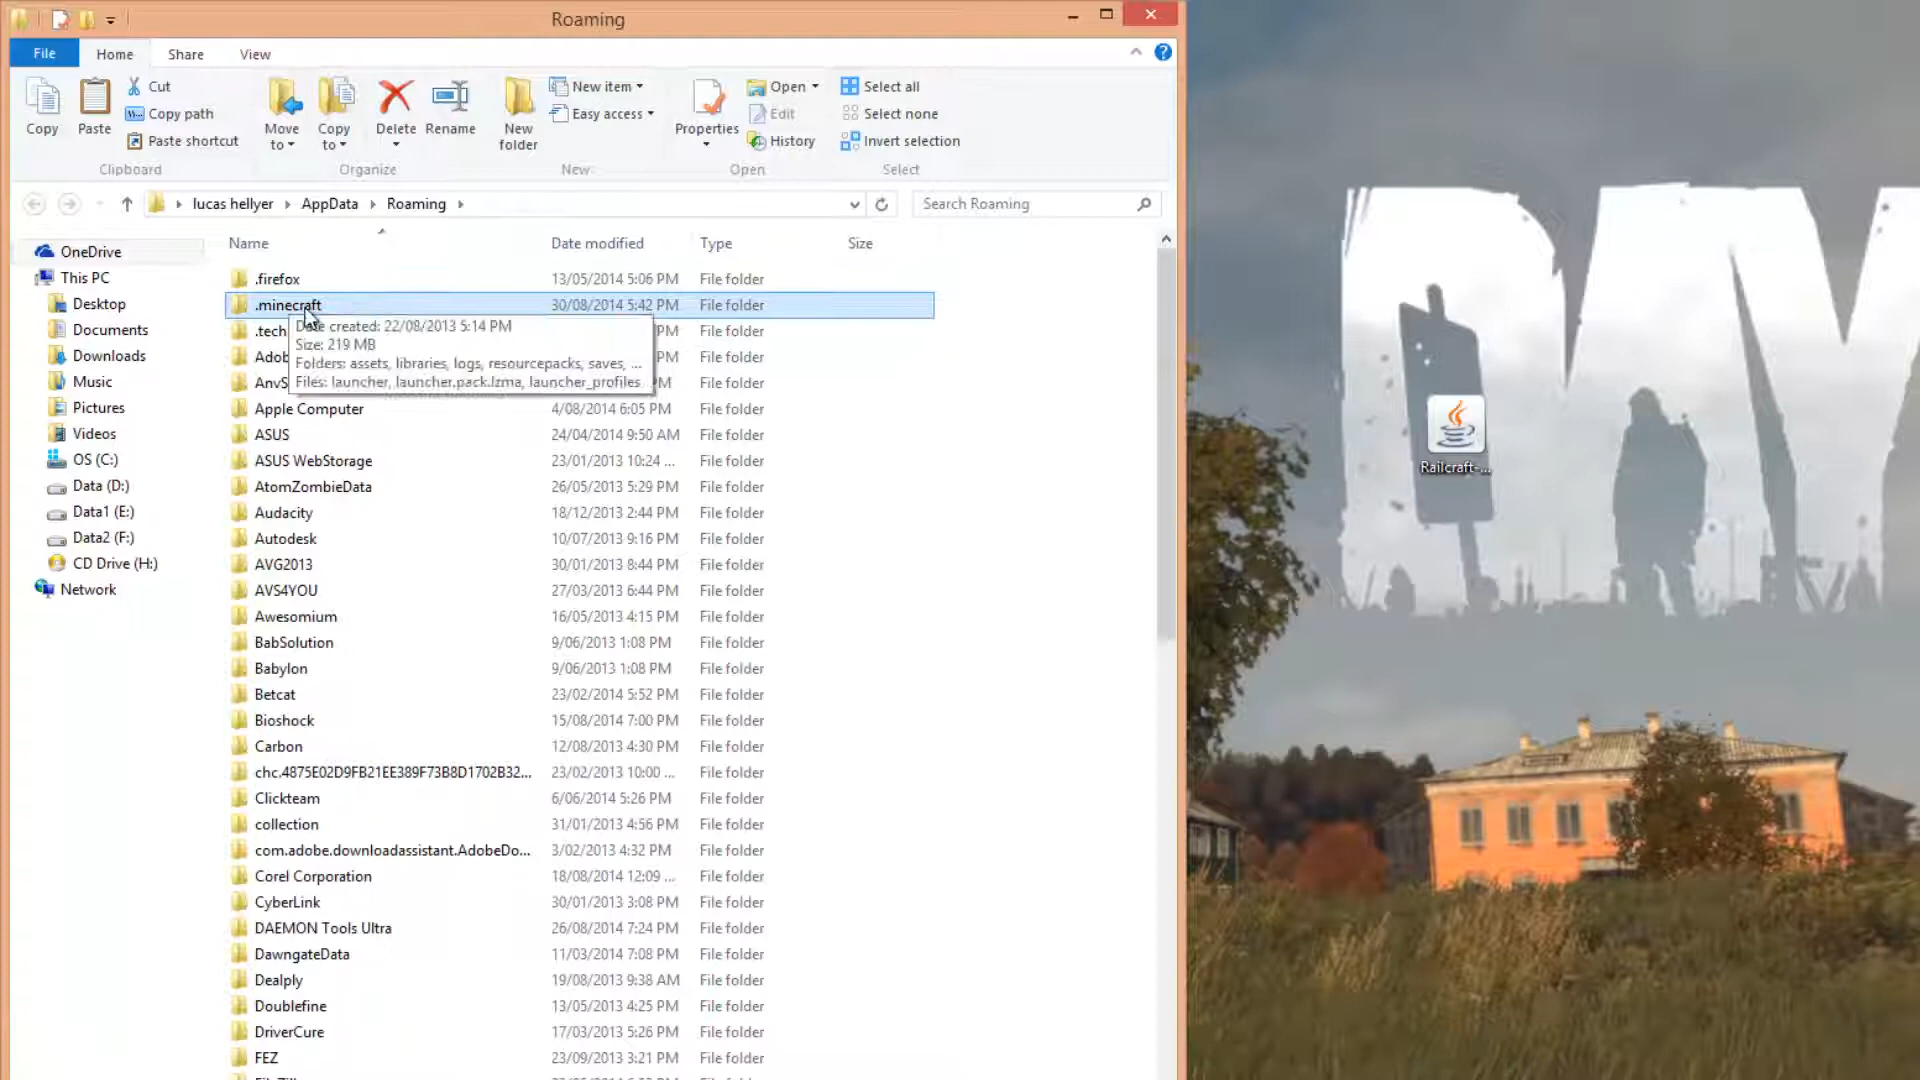 Roaming
File
Home
Share
View
Copy
Paste
Cut
Copy path
Paste shortcut
Clipboard
Move to
Copy to
Delete
Rename
Organize
New folder
New item
Easy access
New
Properties
Open
Edit
History
Open
Select all
Select none
Invert selection
Select
lucas hellyer AppData Roaming
Search Roaming
OneDrive
This PC
Desktop
Documents
Downloads
Music
Pictures
Videos
OS (C:)
Data (D:)
Data1 (E:)
Data2 (F:)
CD Drive (H:)
Network
Name Date modified Type Size
.firefox 13/05/2014 5:06 PM File folder
.minecraft 30/08/2014 5:42 PM File folder
.tech PM File folder
Adob PM File folder
AnvS PM File folder
Date created: 22/08/2013 5:14 PM
Size: 219 MB
Folders: assets, libraries, logs, resourcepacks, saves, ...
Files: launcher, launcher.pack.lzma, launcher_profiles
Apple Computer 4/08/2014 6:05 PM File folder
ASUS 24/04/2014 9:50 AM File folder
ASUS WebStorage 23/01/2013 10:24 ... File folder
AtomZombieData 26/05/2013 5:29 PM File folder
Audacity 18/12/2013 2:44 PM File folder
Autodesk 10/07/2013 9:16 PM File folder
AVG2013 30/01/2013 8:44 PM File folder
AVS4YOU 27/03/2013 6:44 PM File folder
Awesomium 16/05/2013 4:15 PM File folder
BabSolution 9/06/2013 1:08 PM File folder
Babylon 9/06/2013 1:08 PM File folder
Betcat 23/02/2014 5:52 PM File folder
Bioshock 15/08/2014 7:00 PM File folder
Carbon 12/08/2013 4:30 PM File folder
chc.4875E02D9FB21EE389F73B8D1702B32... 23/02/2013 10:00 ... File folder
Clickteam 6/06/2014 5:26 PM File folder
collection 31/01/2013 4:56 PM File folder
com.adobe.downloadassistant.AdobeDo... 3/02/2013 4:32 PM File folder
Corel Corporation 18/08/2014 12:09 ... File folder
CyberLink 30/01/2013 3:08 PM File folder
DAEMON Tools Ultra 26/08/2014 7:24 PM File folder
DawngateData 11/03/2014 7:08 PM File folder
Dealply 19/08/2013 9:38 AM File folder
Doublefine 13/05/2013 4:25 PM File folder
DriverCure 17/03/2013 5:26 PM File folder
FEZ 23/09/2013 3:21 PM File folder
Railcraft-...